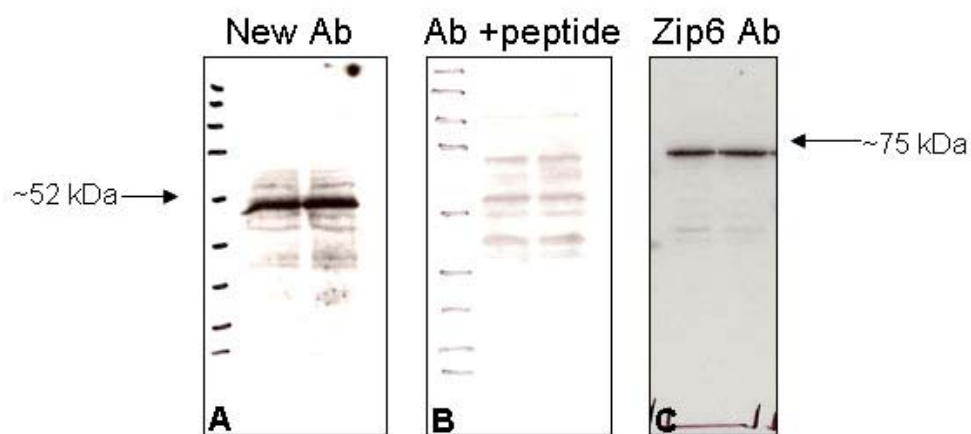 New Ab
Ab +peptide
Zip6 Ab
~52 kDa
~75 kDa
A
B
C